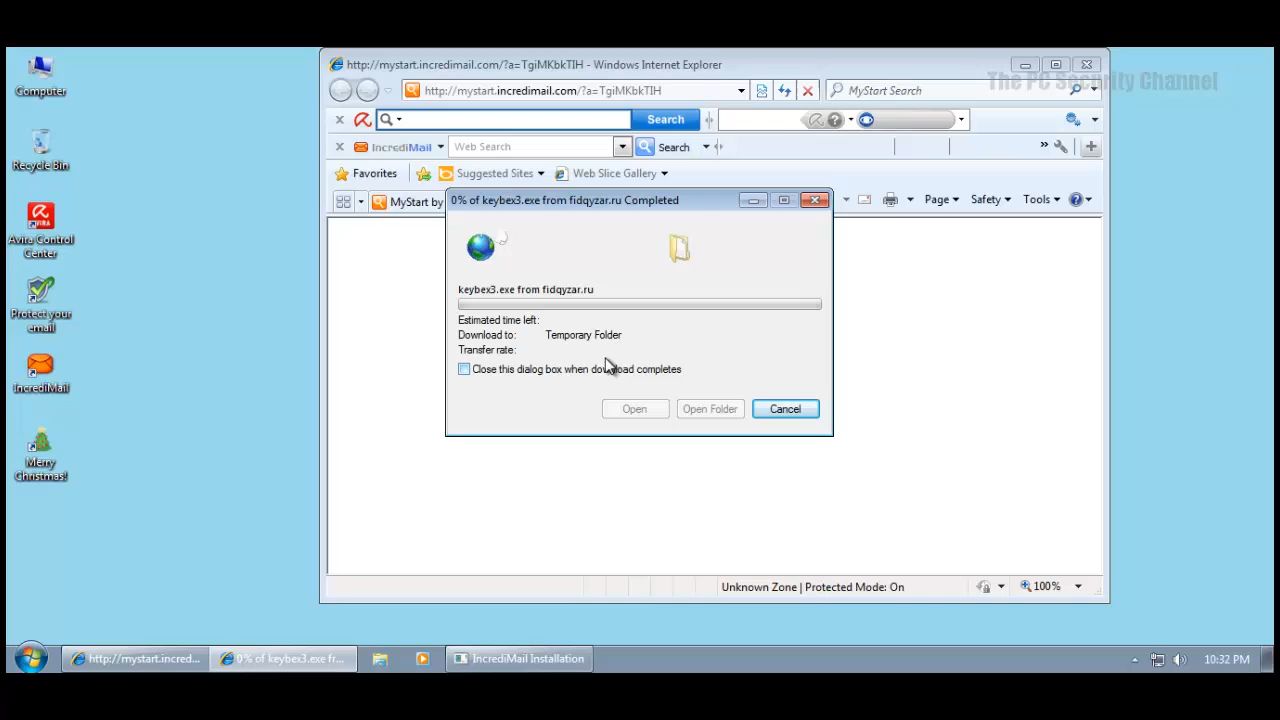 The PC Security Channel
http://mystart.incredimail.com/?a=TgiMKbkTIH - Windows Internet Explorer
http://mystart.incredimail.com/?a=TgiMKbkTIH
MyStart Search
Search
IncrediMail
Web Search
Search
Favorites
Suggested Sites
Web Slice Gallery
MyStart by
Page
Safety
Tools
0% of keybex3.exe from fidqyzar.ru Completed
keybex3.exe from fidqyzar.ru
Estimated time left:
Download to: Temporary Folder
Transfer rate:
Close this dialog box when download completes
Open
Open Folder
Cancel
Unknown Zone | Protected Mode: On
100%
Computer
Recycle Bin
AVIRA
Avira Control
Center
Protect your
email
IncrediMail
Merry
Christmas!
http://mystart.incred...
0% of keybex3.exe fr...
IncrediMail Installation
10:32 PM